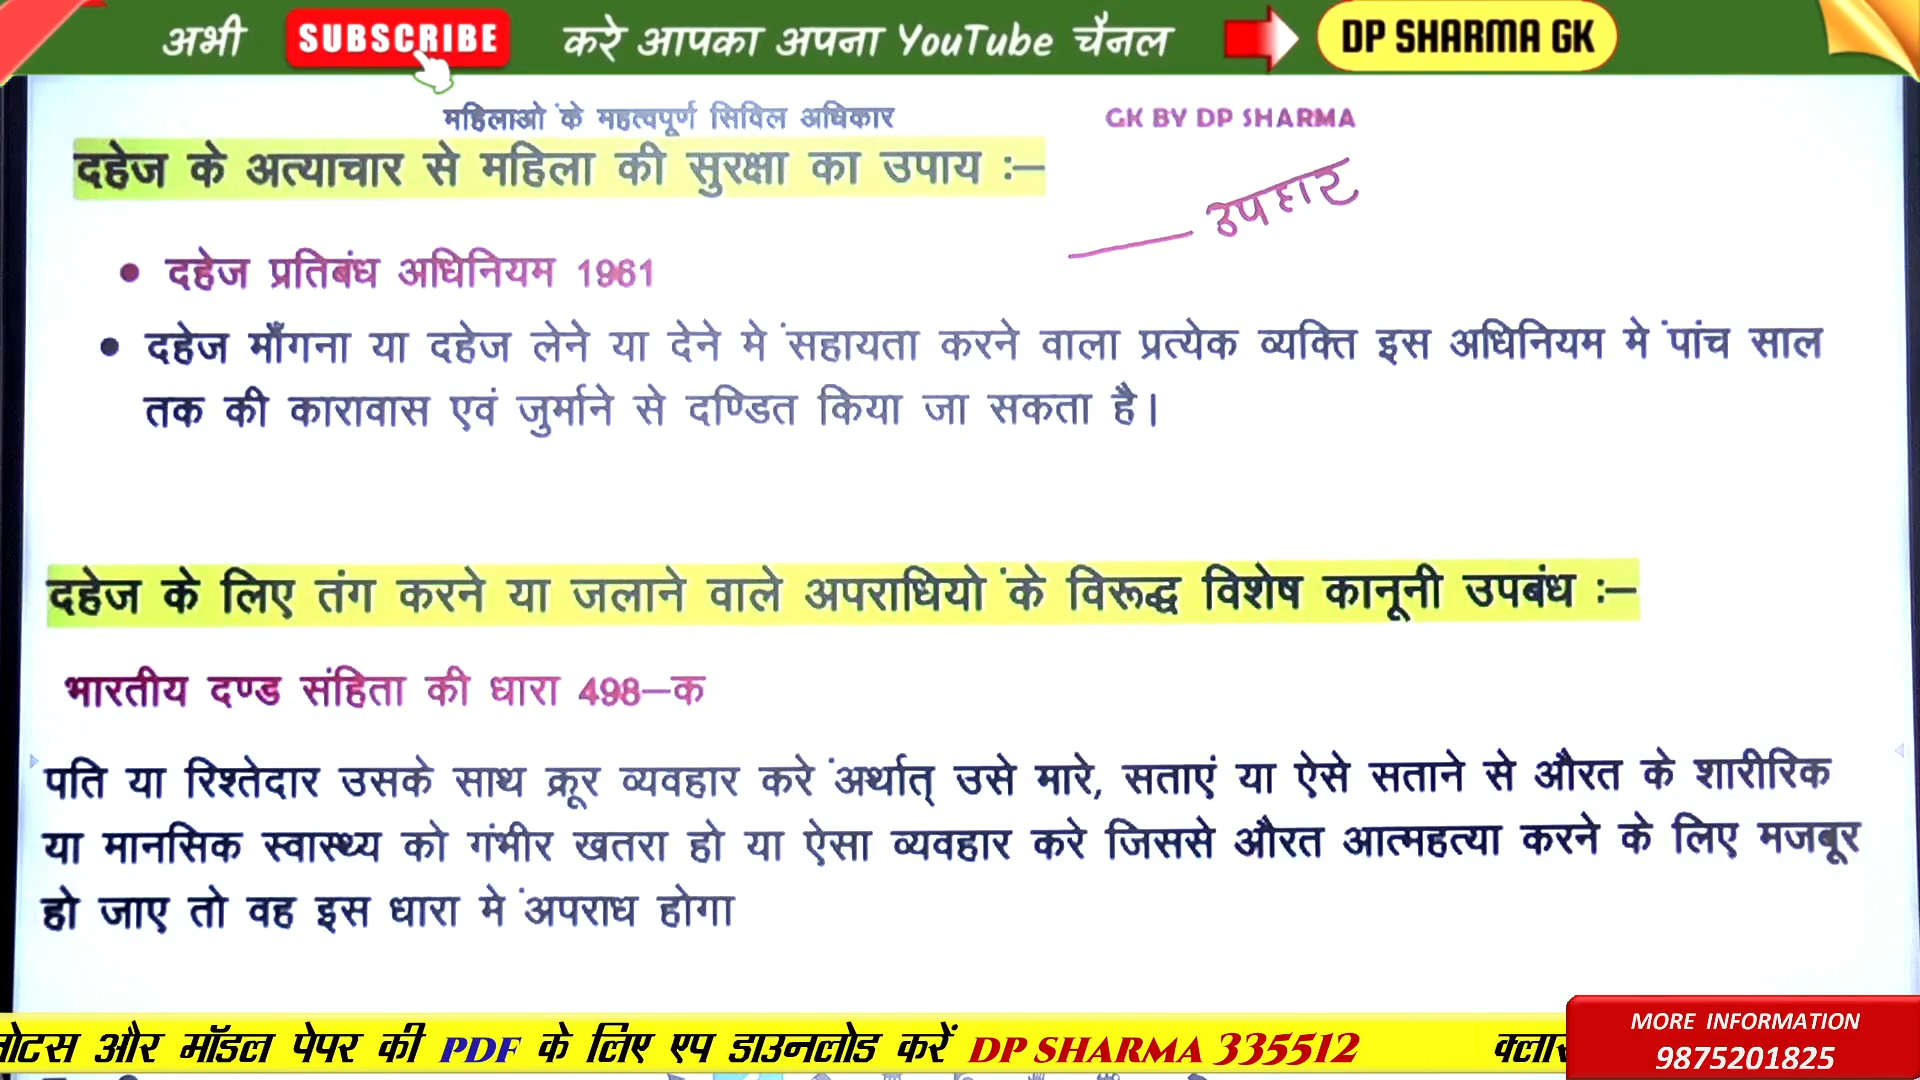 अभी SUBSCRIBE करे आपका अपना YouTube चैनल DP SHARMA GK
महिलाओं के महत्वपूर्ण सिविल अधिकार GK BY DP SHARMA
दहेज के अत्याचार से महिला की सुरक्षा का उपाय :–
उपहार
• दहेज प्रतिबंध अधिनियम 1961
• दहेज माँगना या दहेज लेने या देने में सहायता करने वाला प्रत्येक व्यक्ति इस अधिनियम में पांच साल
तक की कारावास एवं जुर्माने से दण्डित किया जा सकता है।
दहेज के लिए तंग करने या जलाने वाले अपराधियों के विरूद्ध विशेष कानूनी उपबंध :–
भारतीय दण्ड संहिता की धारा 498–क
पति या रिश्तेदार उसके साथ क्रूर व्यवहार करें अर्थात् उसे मारे, सताएं या ऐसे सताने से औरत के शारीरिक
या मानसिक स्वास्थ्य को गंभीर खतरा हो या ऐसा व्यवहार करे जिससे औरत आत्महत्या करने के लिए मजबूर
हो जाए तो वह इस धारा में अपराध होगा
और मॉडल पेपर की PDF के लिए एप डाउनलोड करें DP SHARMA 335512
MORE INFORMATION
9875201825